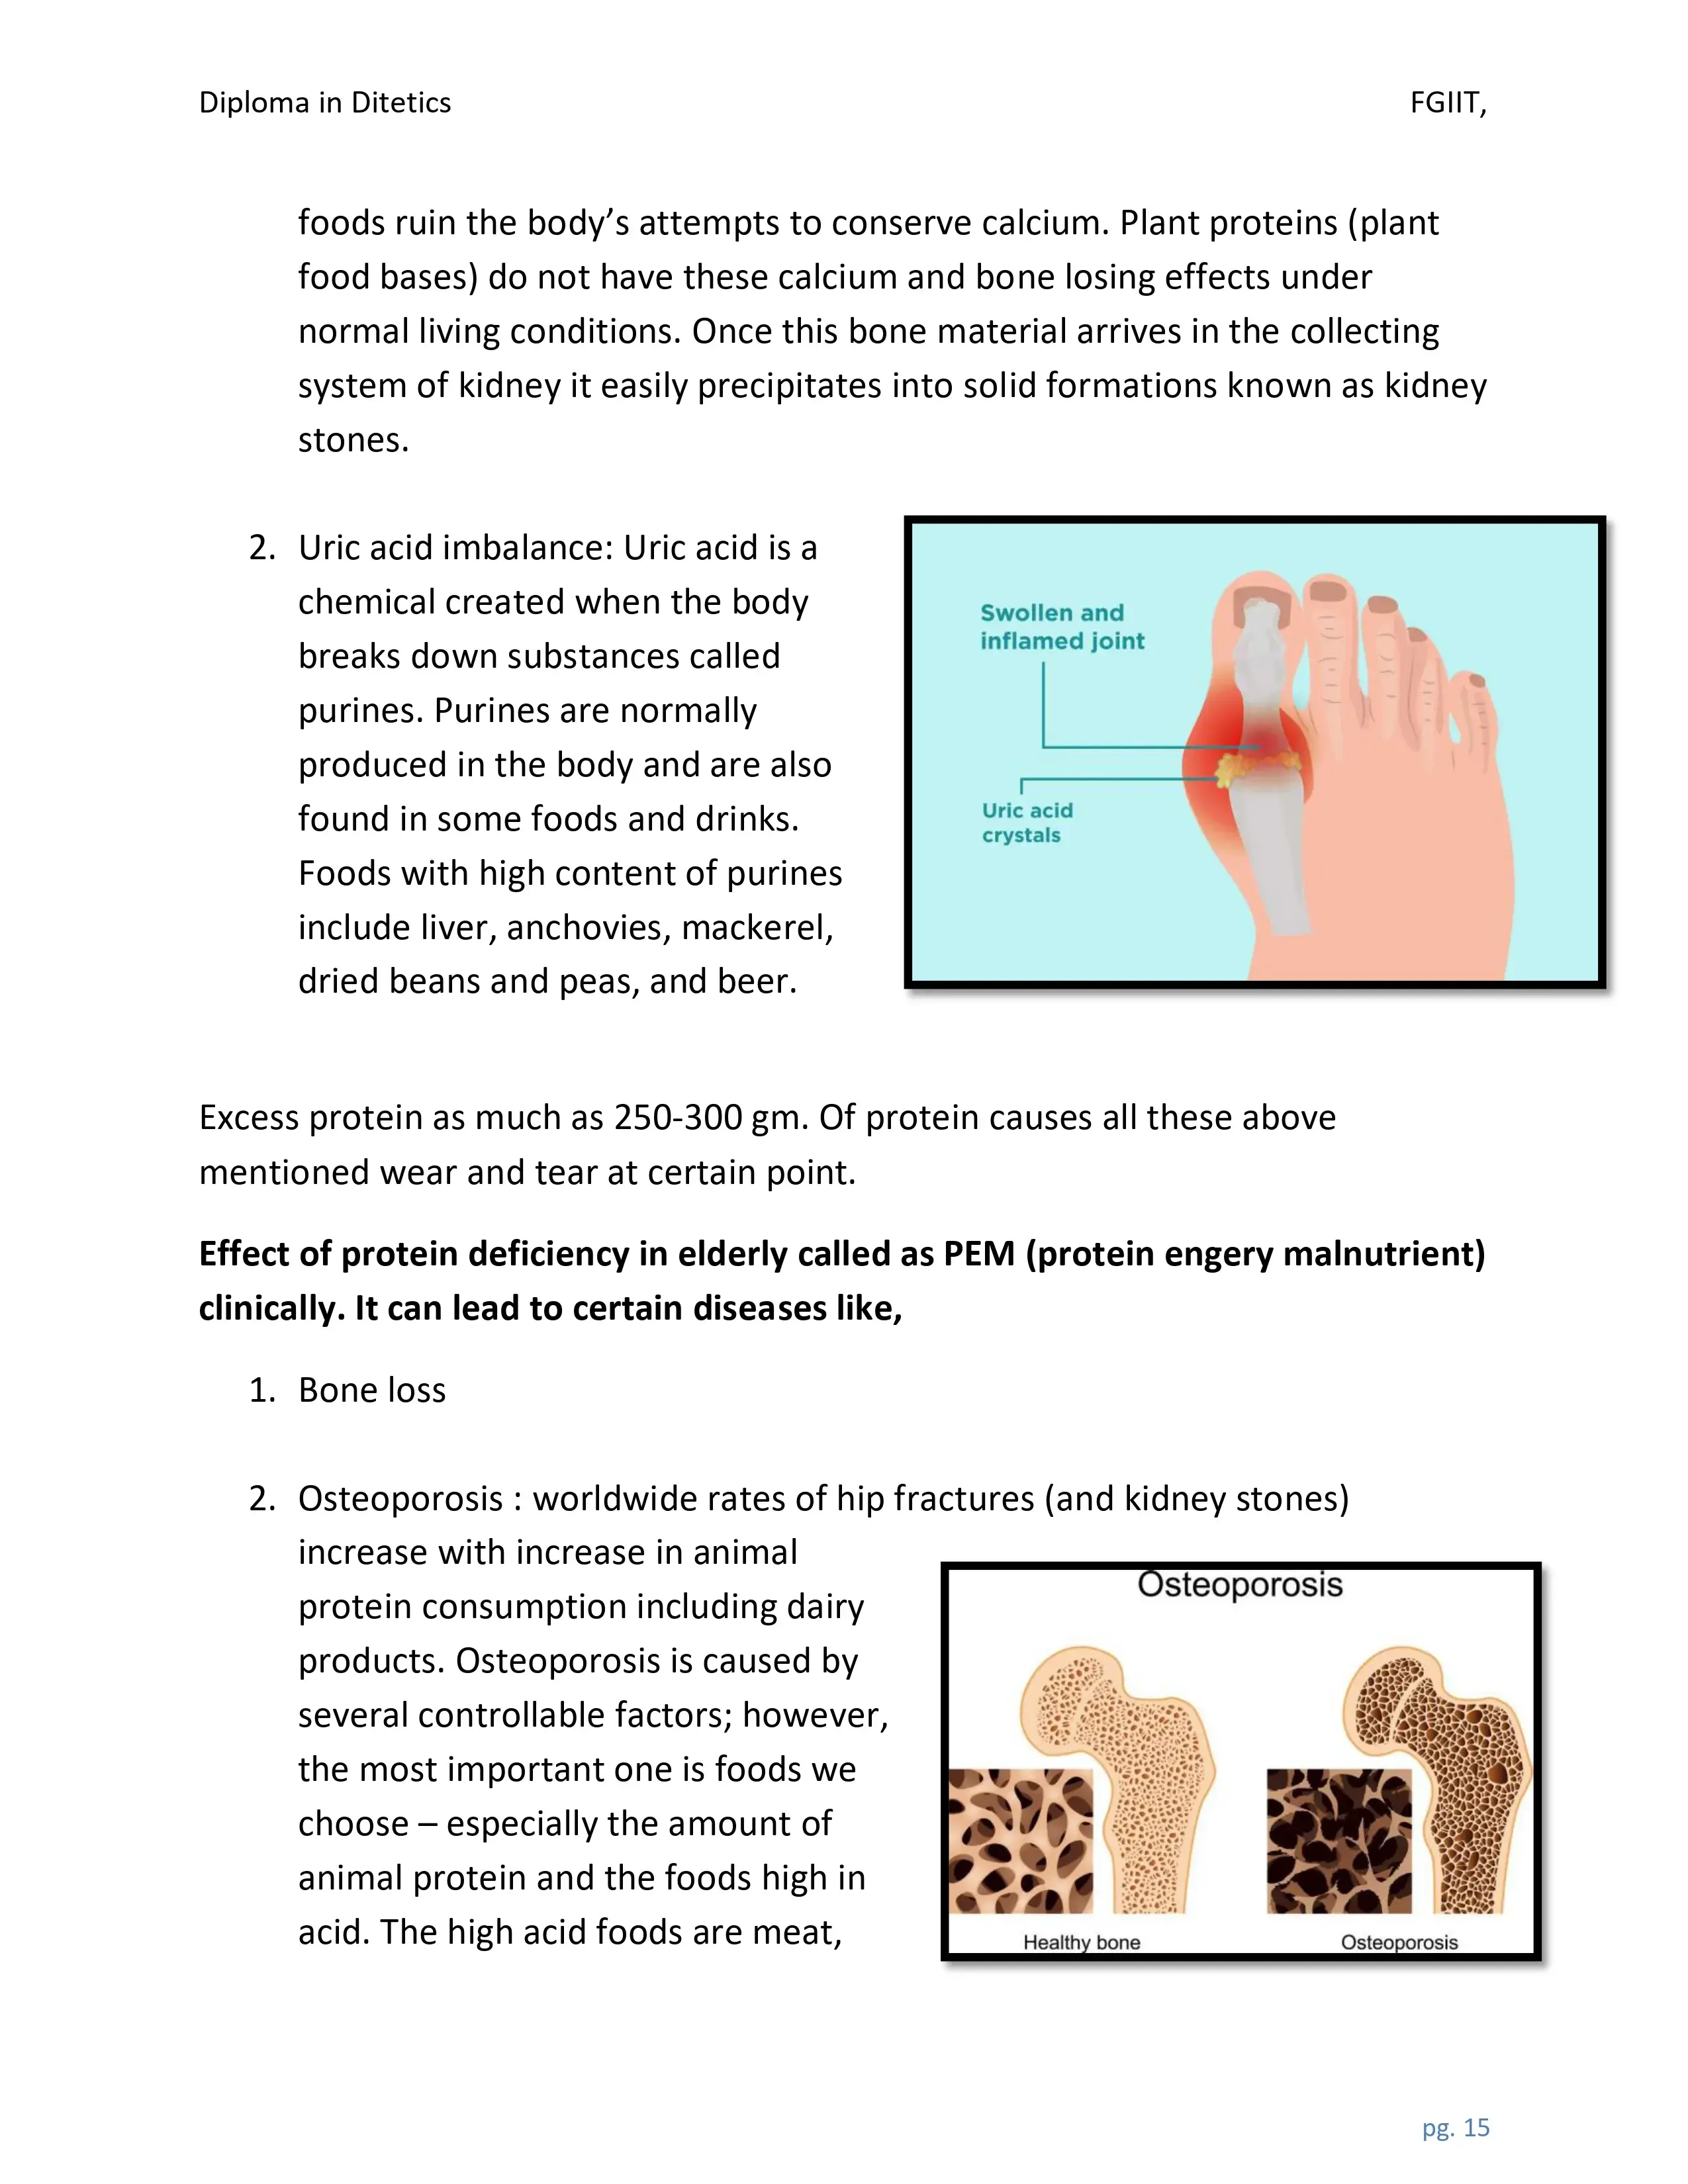 Diploma in Ditetics FGIIT,
foods ruin the body’s attempts to conserve calcium. Plant proteins (plant
food bases) do not have these calcium and bone losing effects under
normal living conditions. Once this bone material arrives in the collecting
system of kidney it easily precipitates into solid formations known as kidney
stones.
2. Uric acid imbalance: Uric acid is a
chemical created when the body
breaks down substances called
purines. Purines are normally
produced in the body and are also
found in some foods and drinks.
Foods with high content of purines
include liver, anchovies, mackerel,
dried beans and peas, and beer.
Swollen and
inflamed joint
Uric acid
crystals
Excess protein as much as 250-300 gm. Of protein causes all these above
mentioned wear and tear at certain point.
Effect of protein deficiency in elderly called as PEM (protein engery malnutrient)
clinically. It can lead to certain diseases like,
1. Bone loss
2. Osteoporosis : worldwide rates of hip fractures (and kidney stones)
increase with increase in animal
protein consumption including dairy
products. Osteoporosis is caused by
several controllable factors; however,
the most important one is foods we
choose – especially the amount of
animal protein and the foods high in
acid. The high acid foods are meat,
Osteoporosis
Healthy bone
Osteoporosis
pg. 15